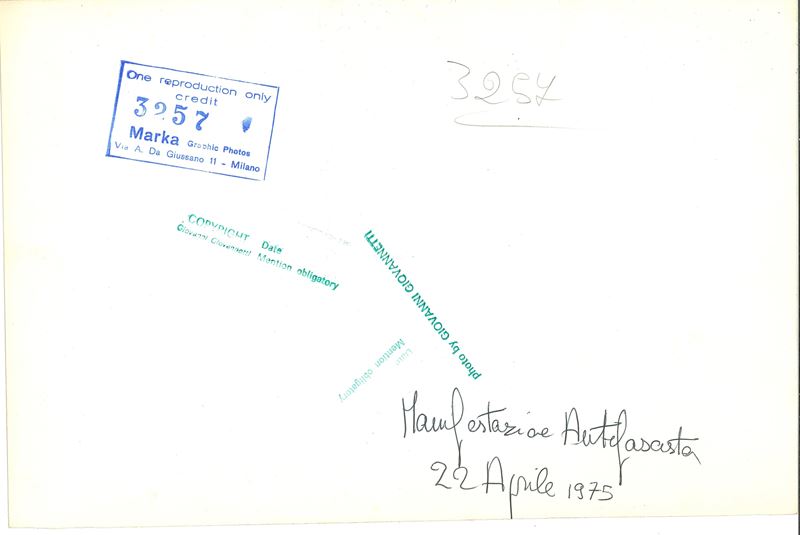 One reproduction only
credit
3257
Marka Graphic Photos
Via A. Da Giussano 11 - Milano
3257
COPYRIGHT Date
Giovanni Giovannetti Mention obligatory
photo by GIOVANNI GIOVANNETTI
Date
Mention obligatory
Manifestazione Antifascista
22 Aprile 1975